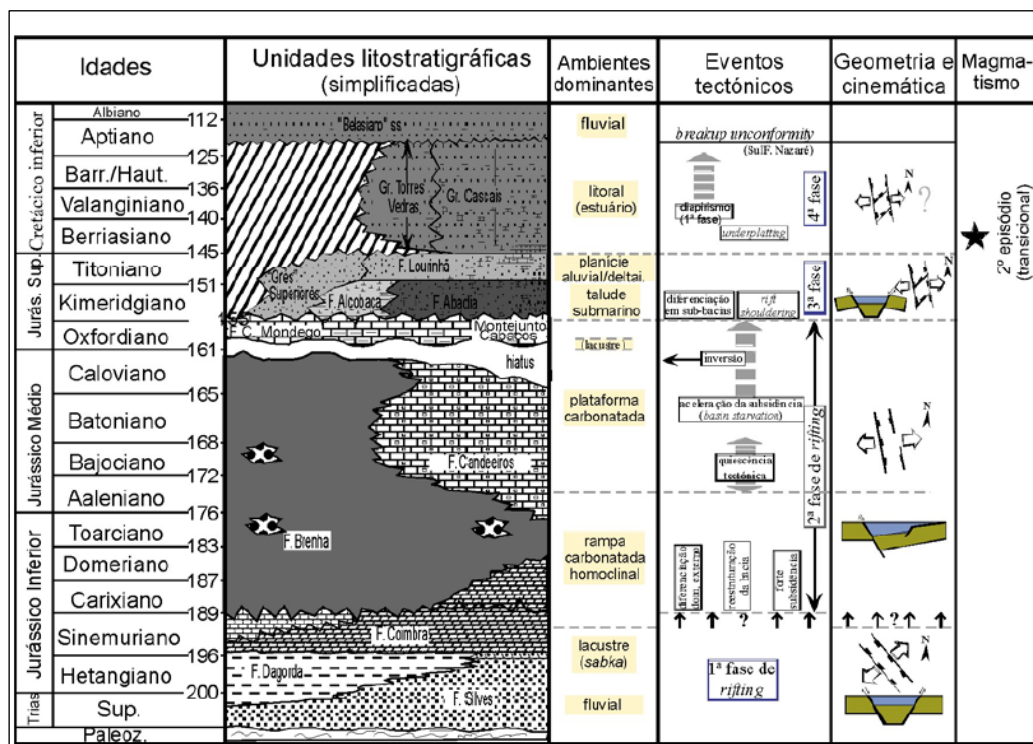 Idades
Unidades litostratigráficas
(simplificadas)
Ambientes
dominantes
Eventos
tectónicos
Geometria e
cinemática
Magma-
tismo
Cretácico inferior
Albiano
Aptiano
Barr./Haut.
Valanginiano
Berriasiano
Jurás. Sup.
Titoniano
Kimeridgiano
Oxfordiano
Jurássico Médio
Caloviano
Batoniano
Bajociano
Aaleniano
Jurássico Inferior
Toarciano
Domeriano
Carixiano
Sinemuriano
Hetangiano
Trias
Sup.
Paleoz.
112
125
136
140
145
151
161
165
168
172
176
183
187
189
196
200
"Belasiano" ss.
Gr. Torres
Vedras
Gr. Cascais
F. Lourinhã
Grés
Superiores
F. Alcobaça
F. Abadia
F. C. Mondego
Montejunto
Cabaços
hiatus
F. Candeeiros
F. Brenha
F. Coimbra
F. Dagorda
F. Silves
fluvial
litoral
(estuário)
planície
aluvial/deltai.
talude
submarino
(lacustre)
plataforma
carbonatada
rampa
carbonatada
homoclinal
lacustre
(sabka)
fluvial
breakup unconformity
(SulF. Nazaré)
diapirismo
(1ª fase)
underplatting
4ª fase
diferenciação
em sub-bacias
rift
shouldering
3ª fase
inversão
aceleração da subsidência
(basin starvation)
quiescência
tectónica
2ª fase de rifting
diferenciação
dom. externo
reestruturação
da bacia
forte
subsidência
?
1ª fase de
rifting
N
?
N
N
?
N
2º episódio
(transicional)